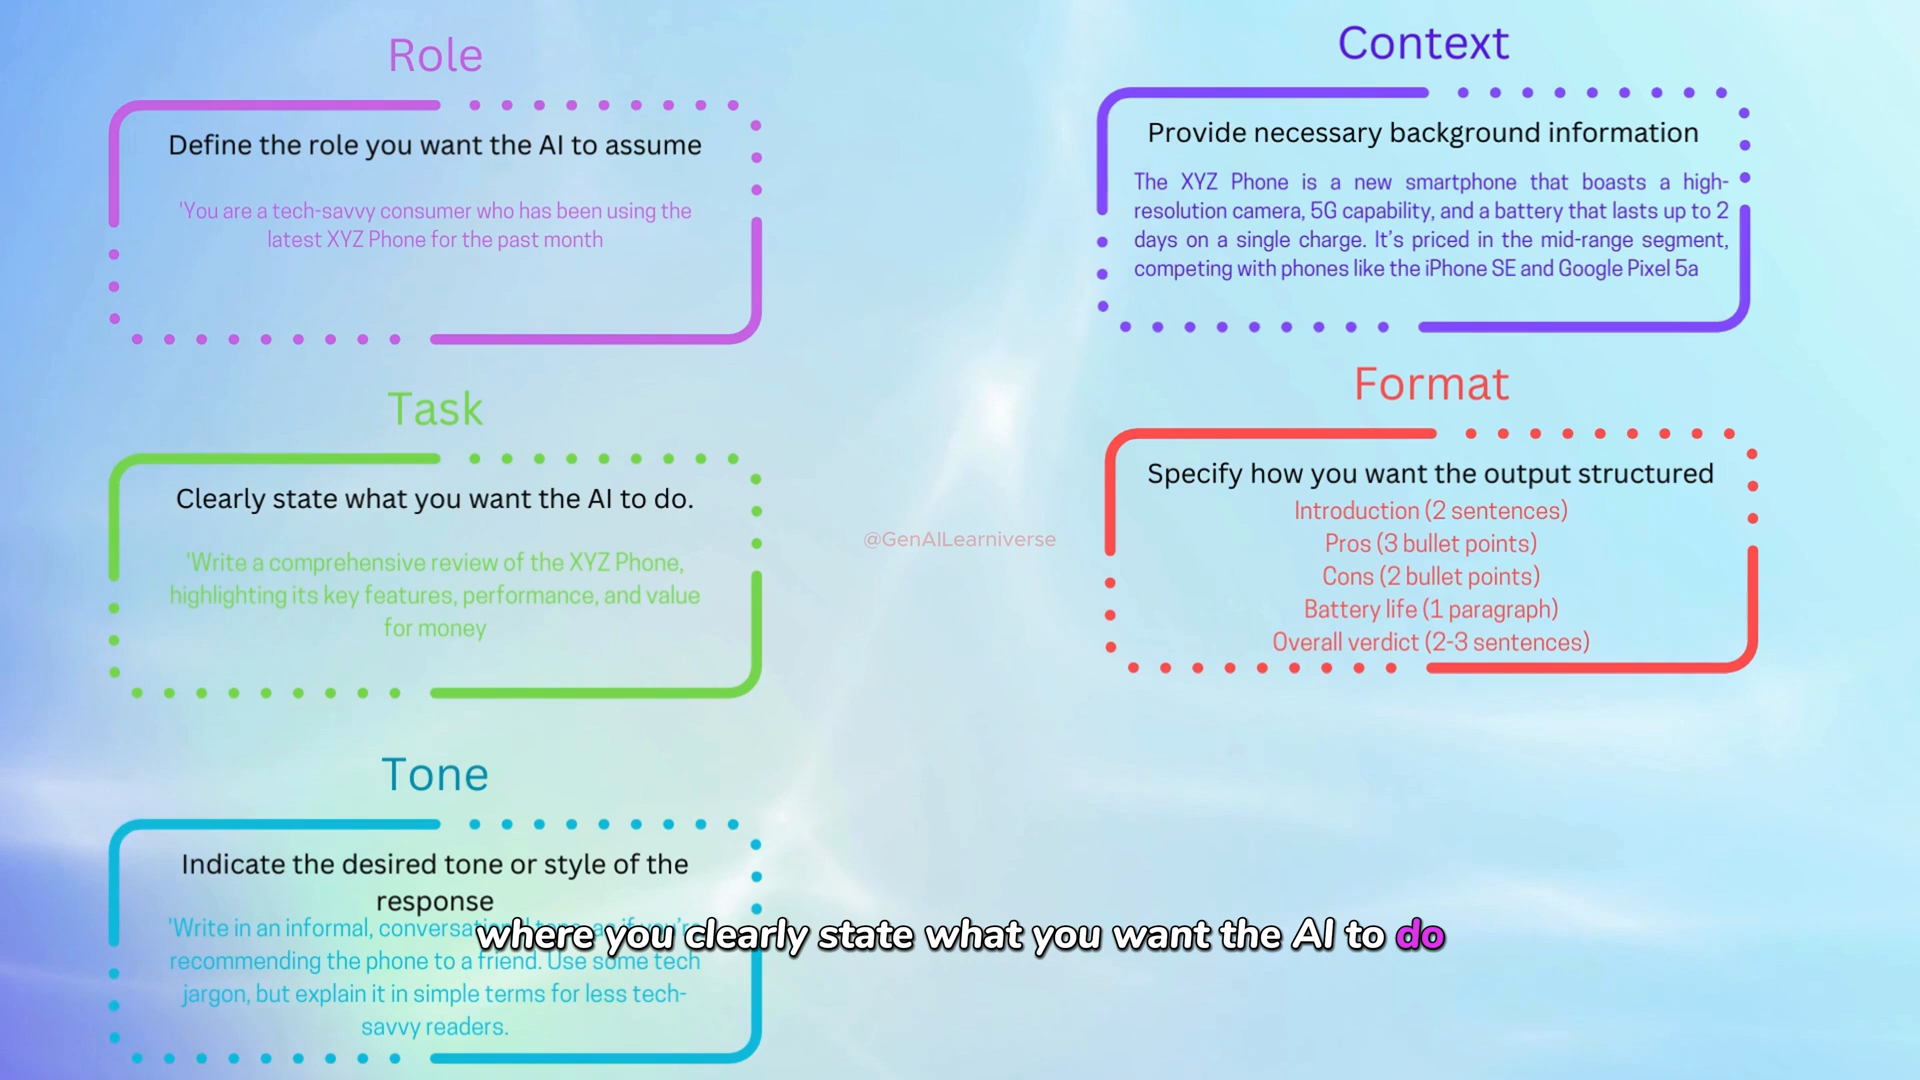 Role
Define the role you want the AI to assume
'You are a tech-savvy consumer who has been using the
latest XYZ Phone for the past month
Context
Provide necessary background information
The XYZ Phone is a new smartphone that boasts a high-
resolution camera, 5G capability, and a battery that lasts up to 2
days on a single charge. It's priced in the mid-range segment,
competing with phones like the iPhone SE and Google Pixel 5a
Task
Clearly state what you want the AI to do.
'Write a comprehensive review of the XYZ Phone,
highlighting its key features, performance, and value
for money
Format
Specify how you want the output structured
Introduction (2 sentences)
Pros (3 bullet points)
Cons (2 bullet points)
Battery life (1 paragraph)
Overall verdict (2-3 sentences)
@GenAILearniverse
Tone
Indicate the desired tone or style of the
response
'Write in an informal, conversational tone, as if you're
recommending the phone to a friend. Use some tech
jargon, but explain it in simple terms for less tech-
savvy readers.
where you clearly state what you want the AI to do